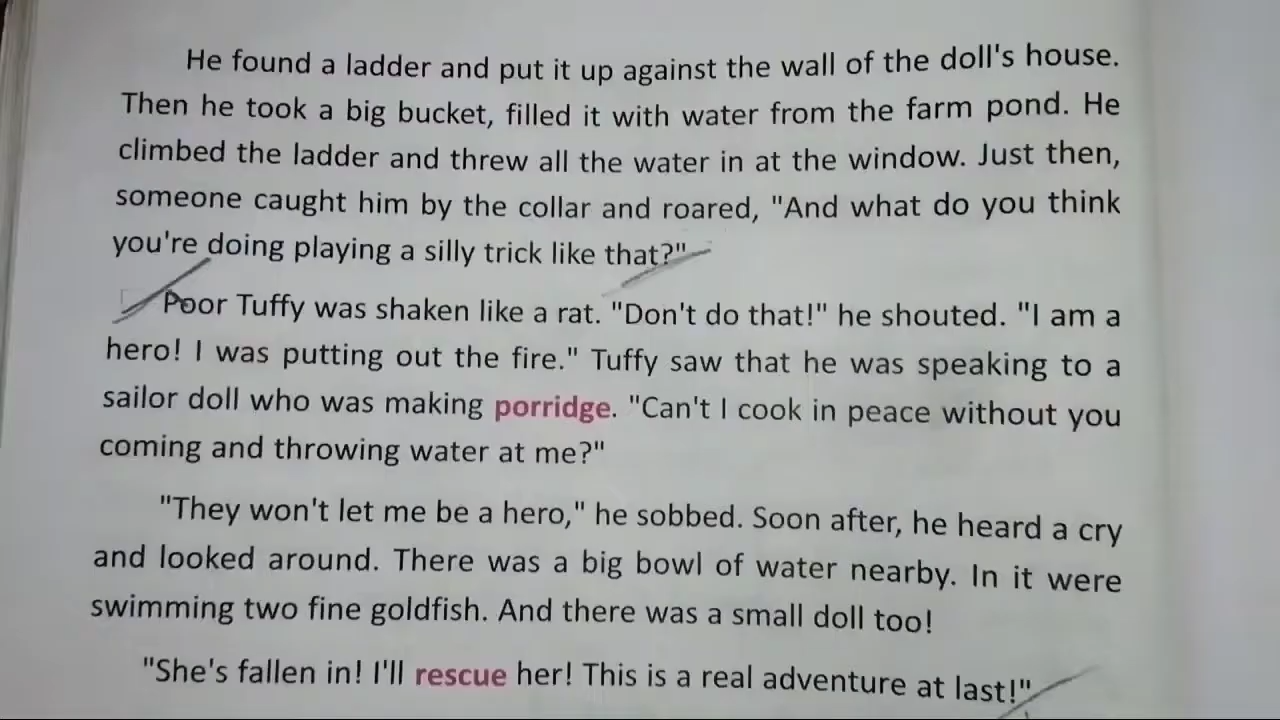 He found a ladder and put it up against the wall of the doll's house.
Then he took a big bucket, filled it with water from the farm pond. He
climbed the ladder and threw all the water in at the window. Just then,
someone caught him by the collar and roared, "And what do you think
you're doing playing a silly trick like that?"
Poor Tuffy was shaken like a rat. "Don't do that!" he shouted. "I am a
hero! I was putting out the fire." Tuffy saw that he was speaking to a
sailor doll who was making porridge. "Can't I cook in peace without you
coming and throwing water at me?"
"They won't let me be a hero," he sobbed. Soon after, he heard a cry
and looked around. There was a big bowl of water nearby. In it were
swimming two fine goldfish. And there was a small doll too!
"She's fallen in! I'll rescue her! This is a real adventure at last!"